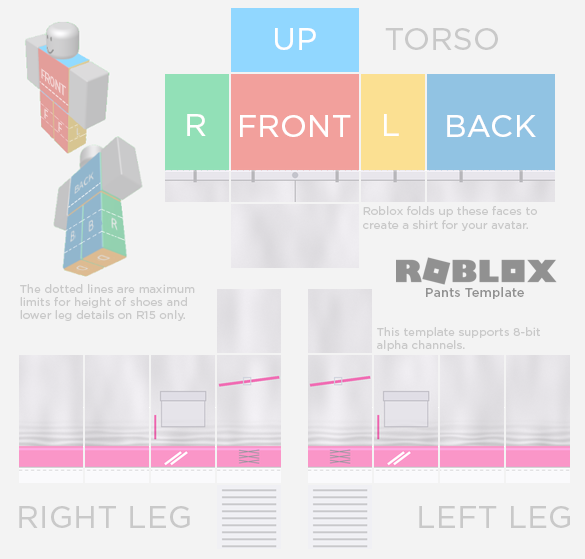 UP
TORSO
R
FRONT
L
BACK
FRONT
F
F
BACK
B
B
R
Roblox folds up these faces to
create a shirt for your avatar.
ROBLOX
Pants Template
The dotted lines are maximum
limits for height of shoes and
lower leg details on R15 only.
This template supports 8-bit
alpha channels.
RIGHT LEG
LEFT LEG